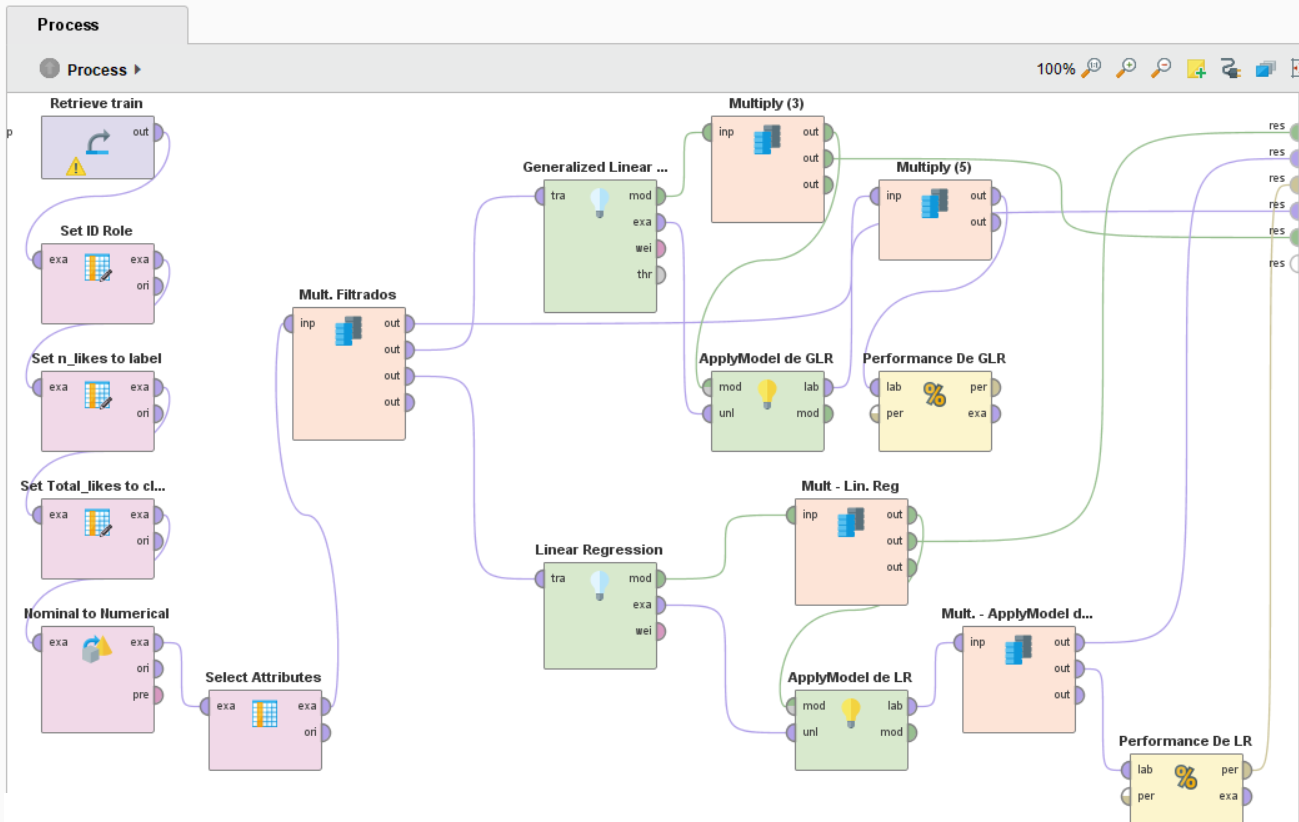 Process
Process
100%
p
Retrieve train
out
Set ID Role
exa exa
ori
Set n_likes to label
exa exa
ori
Set Total_likes to cl...
exa exa
ori
Nominal to Numerical
exa exa
ori
pre
Select Attributes
exa exa
ori
Mult. Filtrados
inp out
out
out
out
Generalized Linear ...
tra mod
exa
wei
thr
Multiply (3)
inp out
out
out
Multiply (5)
inp out
out
ApplyModel de GLR
mod lab
unl mod
Performance De GLR
lab per
per exa
% 
Linear Regression
tra mod
exa
wei
Mult - Lin. Reg
inp out
out
out
ApplyModel de LR
mod lab
unl mod
Mult. - ApplyModel d...
inp out
out
out
Performance De LR
lab per
per exa
%
res
res
res
res
res
res